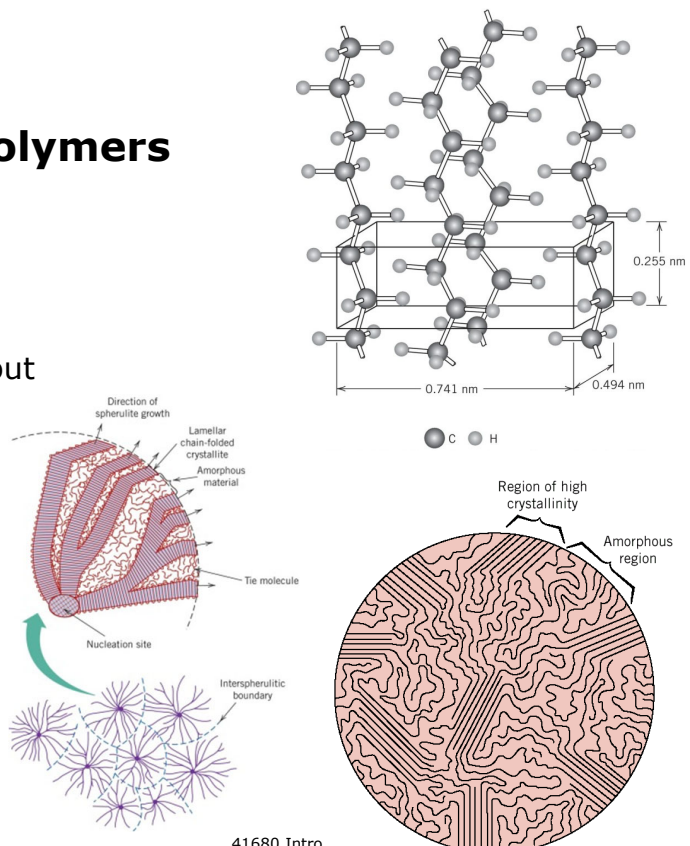 olymers
out
0.255 nm
0.741 nm
0.494 nm
C H
Direction of
spherulite growth
Lamellar
chain-folded
crystallite
Amorphous
material
Tie molecule
Nucleation site
Interspherulitic
boundary
Region of high
crystallinity
Amorphous
region
41680 Intro